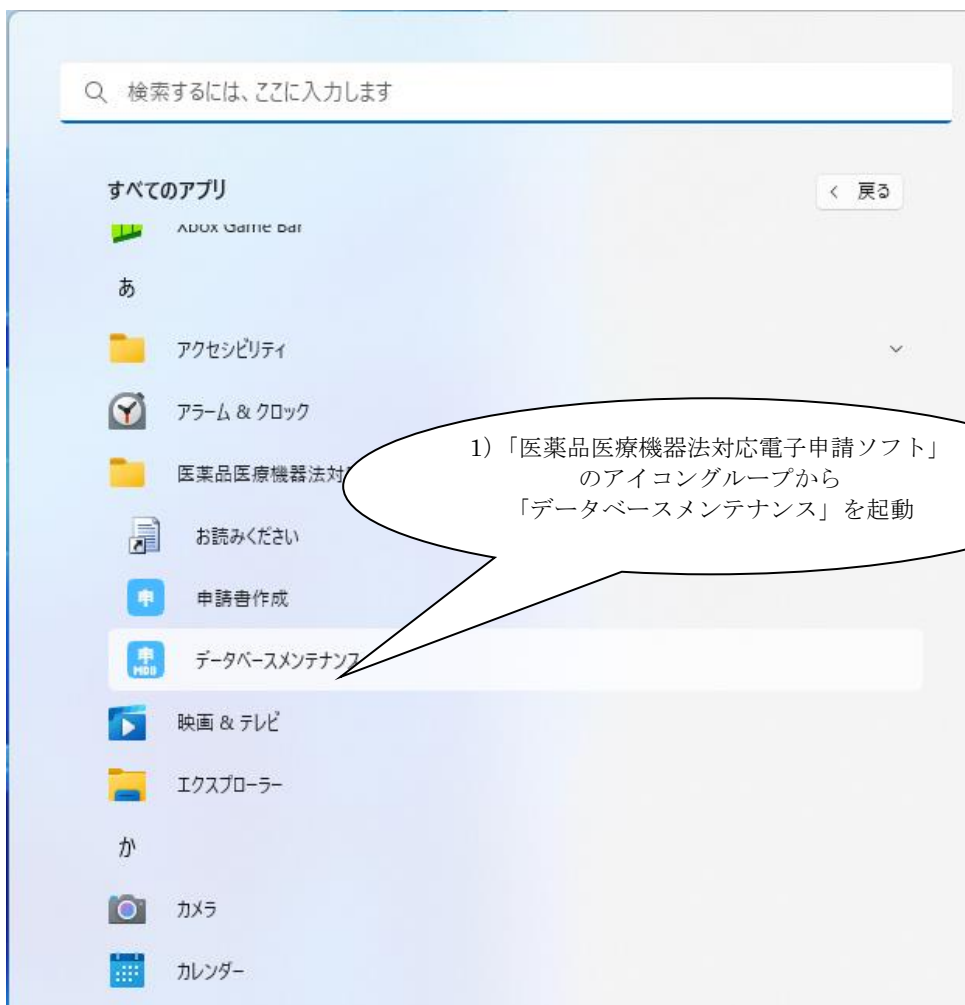 検索するには、ここに入力します
すべてのアプリ
戻る
Xbox Game Bar
あ
アクセシビリティ
アラーム & クロック
医薬品医療機器法対
1)「医薬品医療機器法対応電子申請ソフト」
のアイコングループから
「データベースメンテナンス」を起動
お読みください
申
申請書作成
申
MDB
データベースメンテナンス
映画 & テレビ
エクスプローラー
か
カメラ
カレンダー